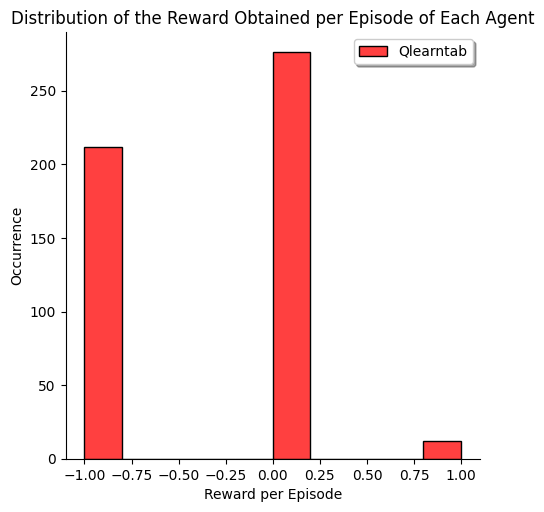 Distribution of the Reward Obtained per Episode of Each Agent
Qlearntab
Occurrence
250
200
150
100
50
0
−1.00 −0.75 −0.50 −0.25 0.00 0.25 0.50 0.75 1.00
Reward per Episode